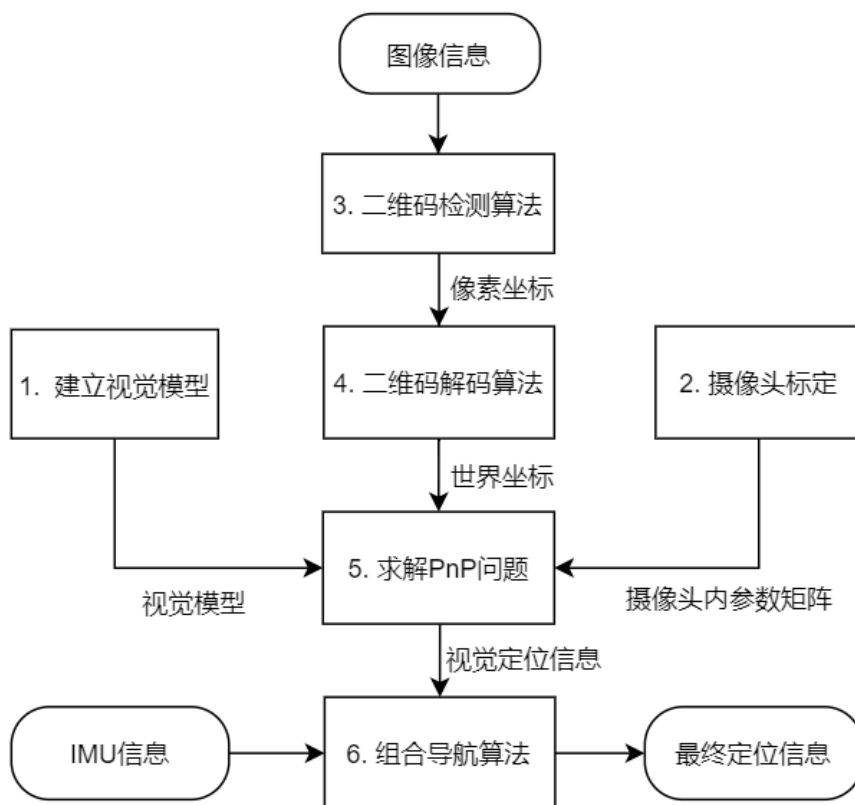 图像信息
3. 二维码检测算法
像素坐标
1. 建立视觉模型
4. 二维码解码算法
2. 摄像头标定
世界坐标
5. 求解PnP问题
视觉模型
摄像头内参数矩阵
视觉定位信息
IMU信息
6. 组合导航算法
最终定位信息